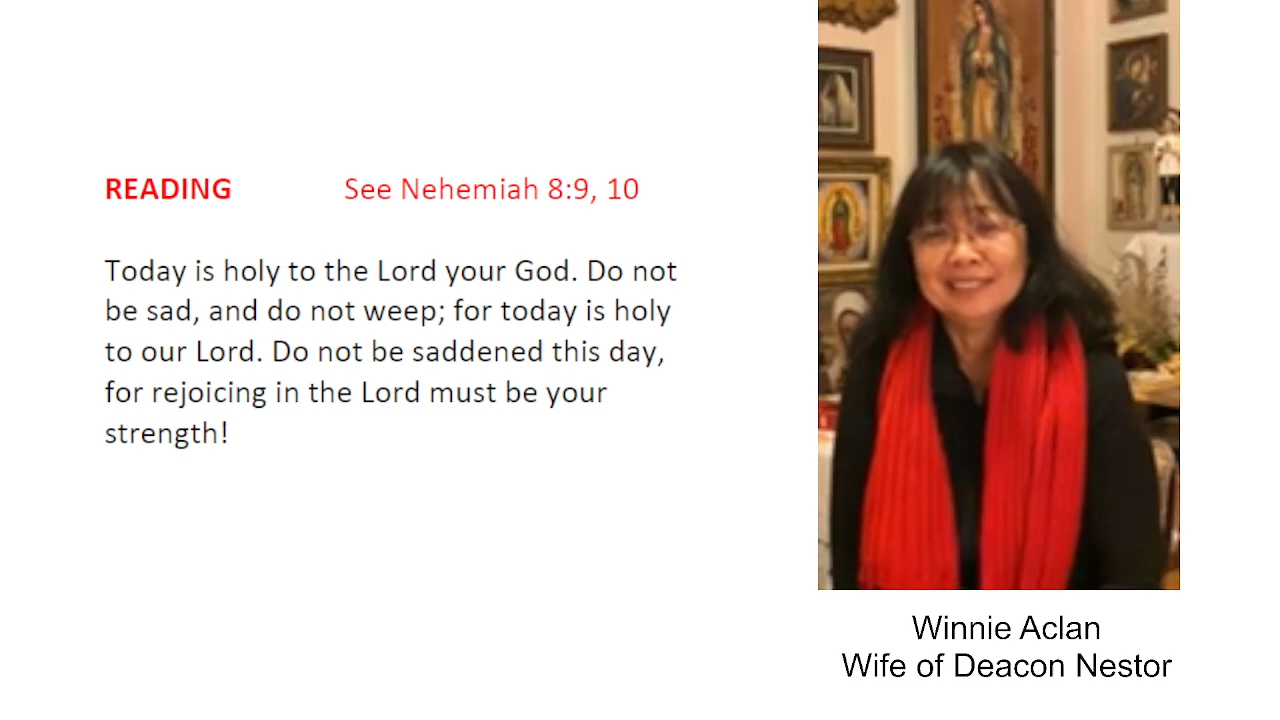 READING See Nehemiah 8:9, 10
Today is holy to the Lord your God. Do not
be sad, and do not weep; for today is holy
to our Lord. Do not be saddened this day,
for rejoicing in the Lord must be your
strength!
Winnie Aclan
Wife of Deacon Nestor